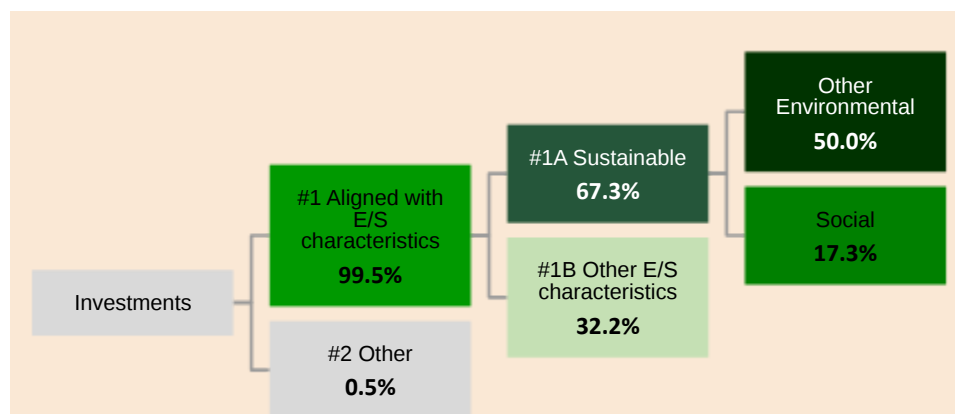 Investments
#1 Aligned with
E/S
characteristics
99.5%
#2 Other
0.5%
#1A Sustainable
67.3%
#1B Other E/S
characteristics
32.2%
Other
Environmental
50.0%
Social
17.3%